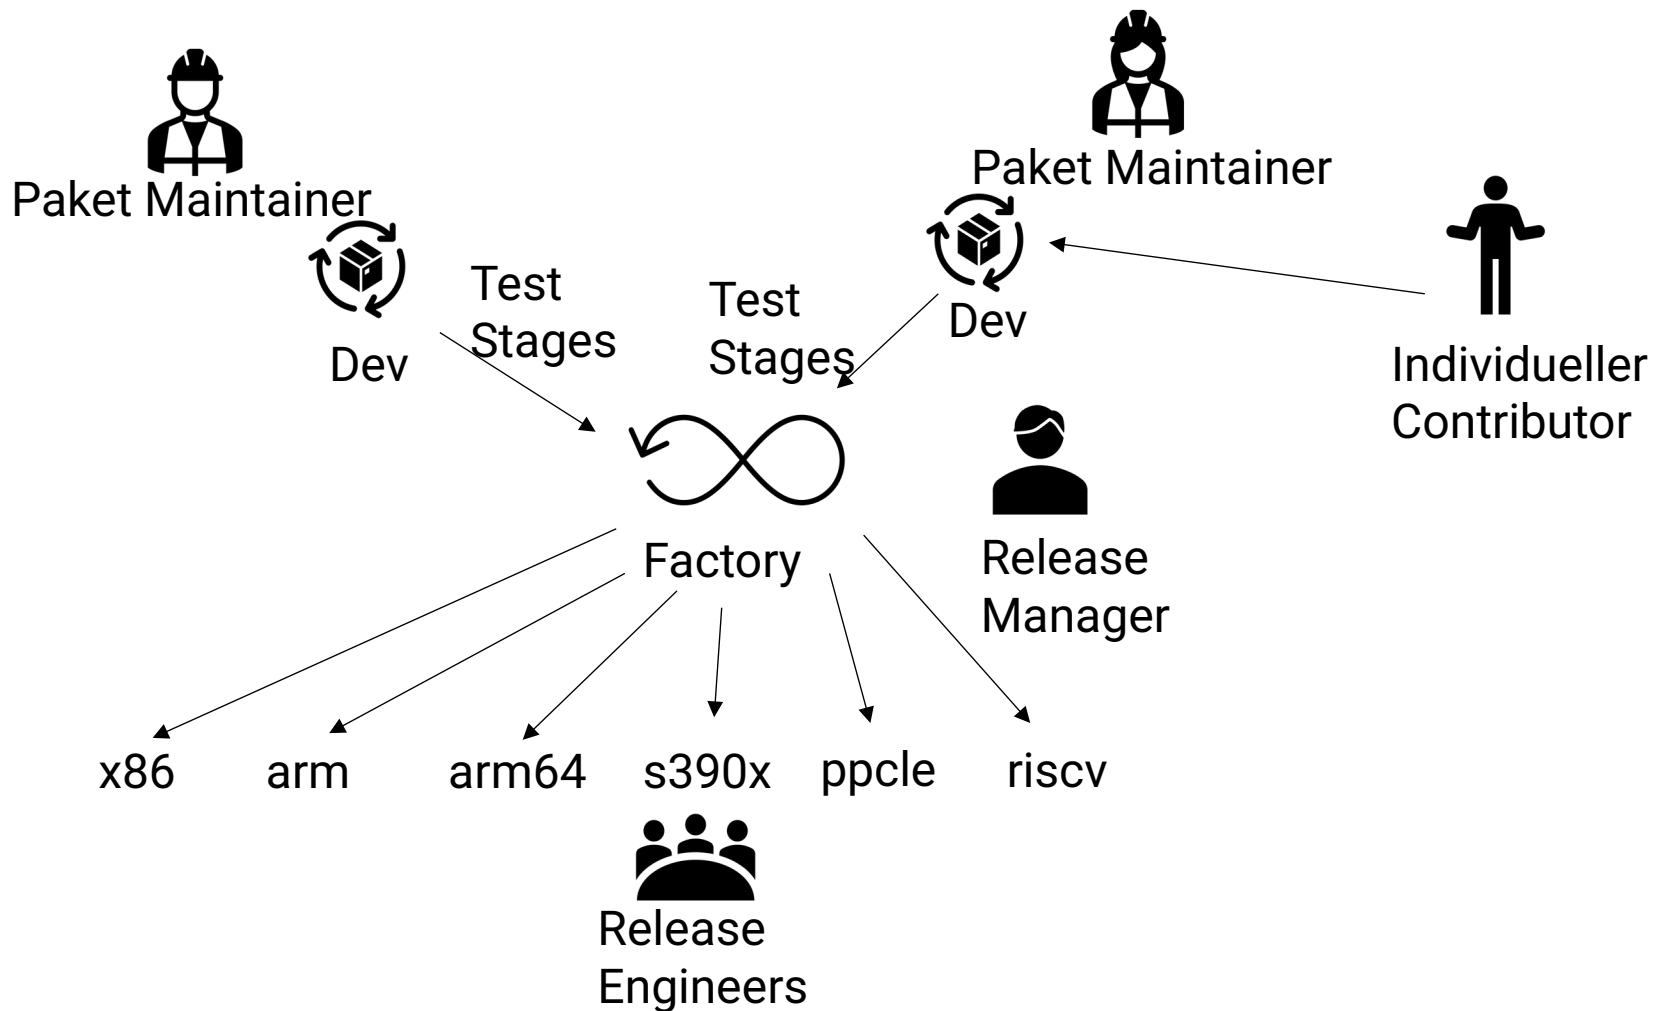 Paket Maintainer
Paket Maintainer
Test
Stages
Test
Stages
Dev
Dev
Individueller
Contributor
Factory
Release
Manager
x86
arm
arm64
s390x
ppcle
riscv
Release
Engineers